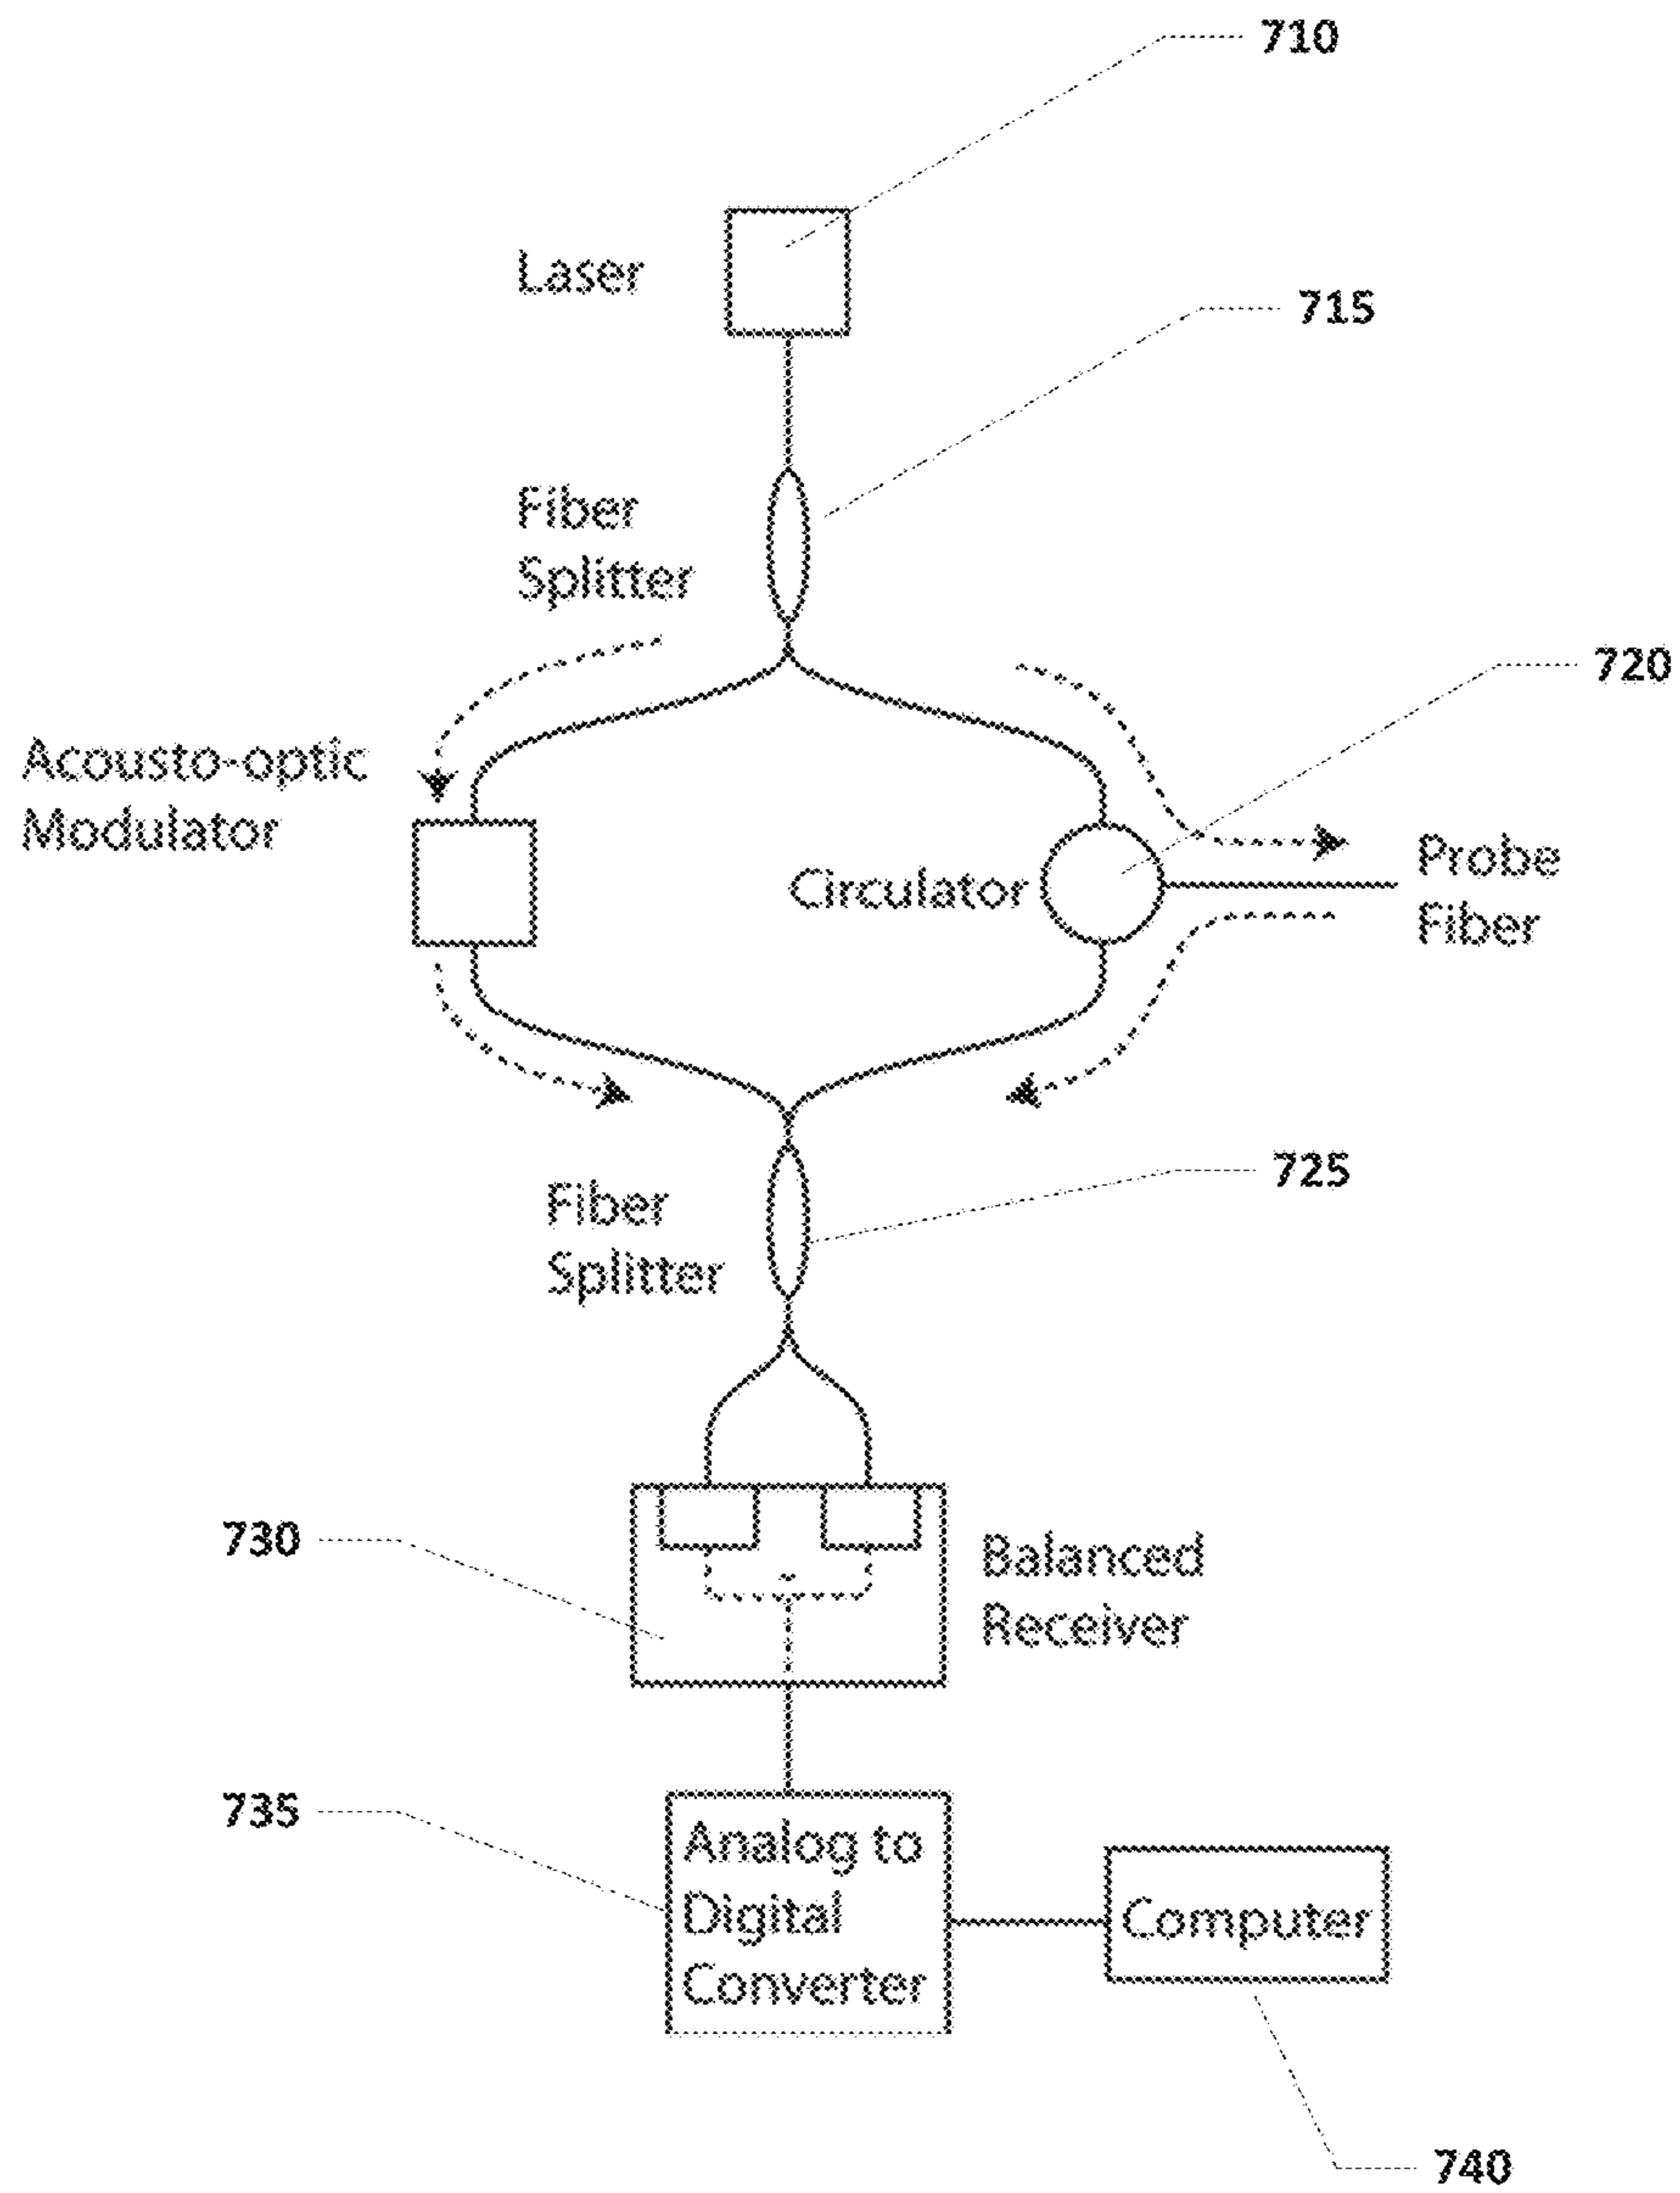 710
Laser
715
Fiber
Splitter
720
Acousto-optic
Modulator
Circulator
Probe
Fiber
725
Fiber
Splitter
730
Balanced
Receiver
735
Analog to
Digital
Converter
Computer
740